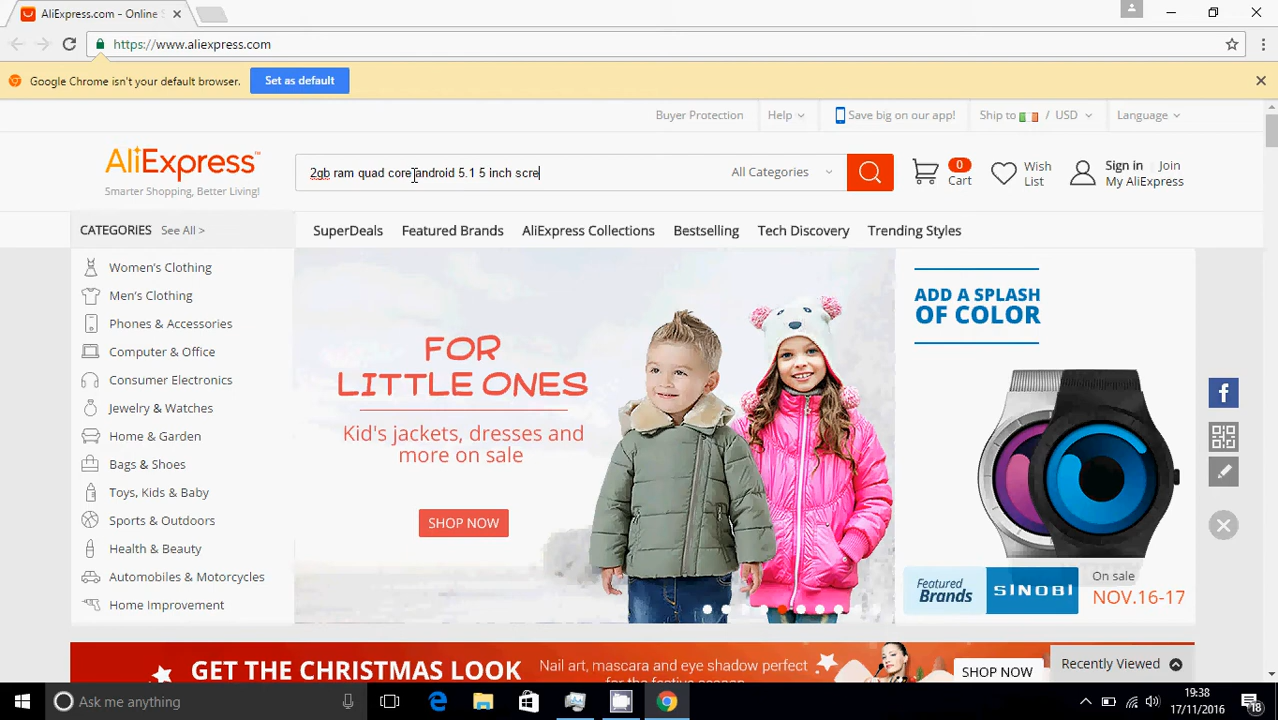 AliExpress.com - Online
https://www.aliexpress.com
Google Chrome isn't your default browser. Set as default
Buyer Protection Help Save big on our app! Ship to / USD Language
AliExpress
Smarter Shopping, Better Living!
2gb ram quad core android 5.1 5 inch scre
All Categories
0
Cart
Wish
List
Sign in Join
My AliExpress
CATEGORIES See All >
SuperDeals Featured Brands AliExpress Collections Bestselling Tech Discovery Trending Styles
Women's Clothing
Men's Clothing
Phones & Accessories
Computer & Office
Consumer Electronics
Jewelry & Watches
Home & Garden
Bags & Shoes
Toys, Kids & Baby
Sports & Outdoors
Health & Beauty
Automobiles & Motorcycles
Home Improvement
FOR
LITTLE ONES
Kid's jackets, dresses and
more on sale
SHOP NOW
ADD A SPLASH
OF COLOR
Featured
Brands
SINOBI
On sale
NOV.16-17
f
GET THE CHRISTMAS LOOK
Nail art, mascara and eye shadow perfect
SHOP NOW
Recently Viewed
Ask me anything
19:38
17/11/2016
18